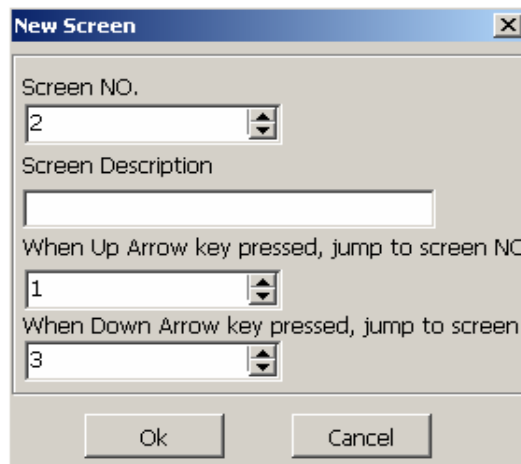 New Screen
Screen NO.
2
Screen Description
When Up Arrow key pressed, jump to screen NO
1
When Down Arrow key pressed, jump to screen
3
Ok Cancel